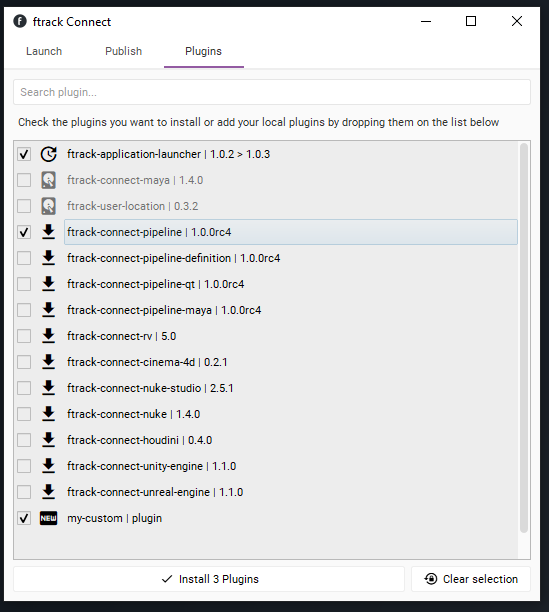 ftrack Connect
Launch Publish Plugins
Search plugin...
Check the plugins you want to install or add your local plugins by dropping them on the list below
ftrack-application-launcher | 1.0.2 > 1.0.3
ftrack-connect-maya | 1.4.0
ftrack-user-location | 0.3.2
ftrack-connect-pipeline | 1.0.0rc4
ftrack-connect-pipeline-definition | 1.0.0rc4
ftrack-connect-pipeline-qt | 1.0.0rc4
ftrack-connect-pipeline-maya | 1.0.0rc4
ftrack-connect-rv | 5.0
ftrack-connect-cinema-4d | 0.2.1
ftrack-connect-nuke-studio | 2.5.1
ftrack-connect-nuke | 1.4.0
ftrack-connect-houdini | 0.4.0
ftrack-connect-unity-engine | 1.1.0
ftrack-connect-unreal-engine | 1.1.0
NEW my-custom | plugin
Install 3 Plugins Clear selection